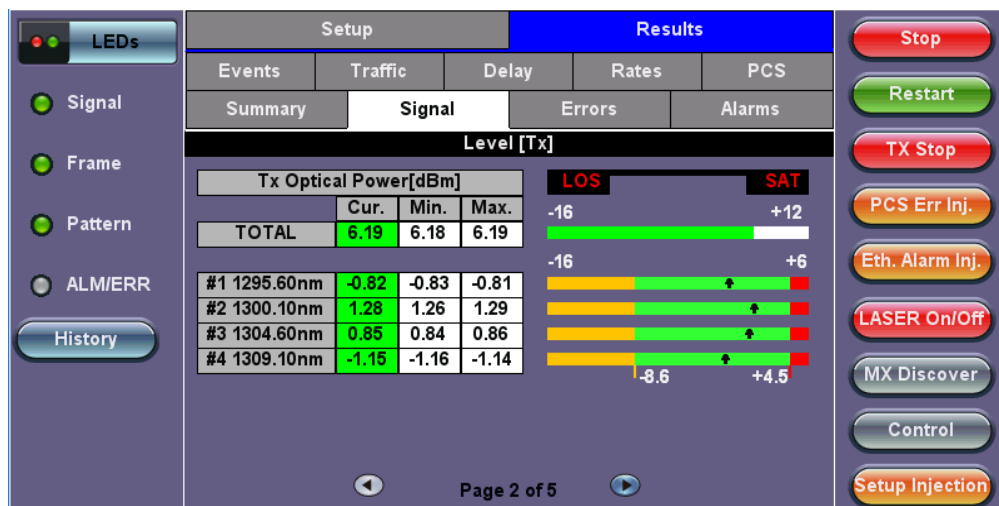 LEDs
Signal
Frame
Pattern
ALM/ERR
History
Setup Results
Events Traffic Delay Rates PCS
Summary Signal Errors Alarms
Level [Tx]
Tx Optical Power[dBm]
Cur. Min. Max.
TOTAL 6.19 6.18 6.19
#1 1295.60nm -0.82 -0.83 -0.81
#2 1300.10nm 1.28 1.26 1.29
#3 1304.60nm 0.85 0.84 0.86
#4 1309.10nm -1.15 -1.16 -1.14
LOS SAT
-16 +12
-16 +6
-8.6 +4.5
Page 2 of 5
Stop
Restart
TX Stop
PCS Err Inj.
Eth. Alarm Inj.
LASER On/Off
MX Discover
Control
Setup Injection